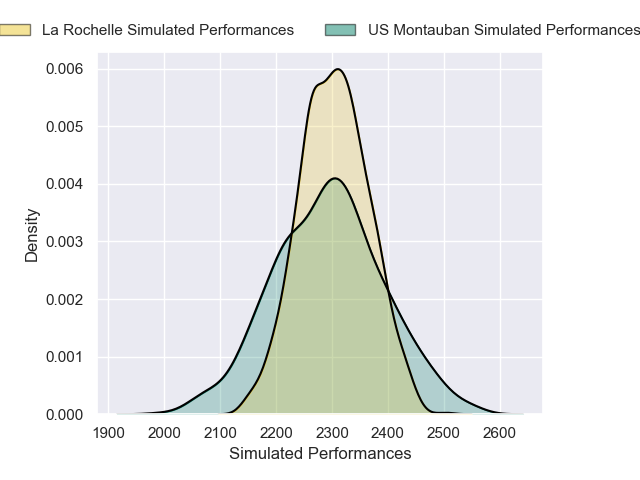 La Rochelle Simulated Performances US Montauban Simulated Performances
0.006
0.005
0.004
0.003
0.002
0.001
0.000
Density
1900 2000 2100 2200 2300 2400 2500 2600
Simulated Performances